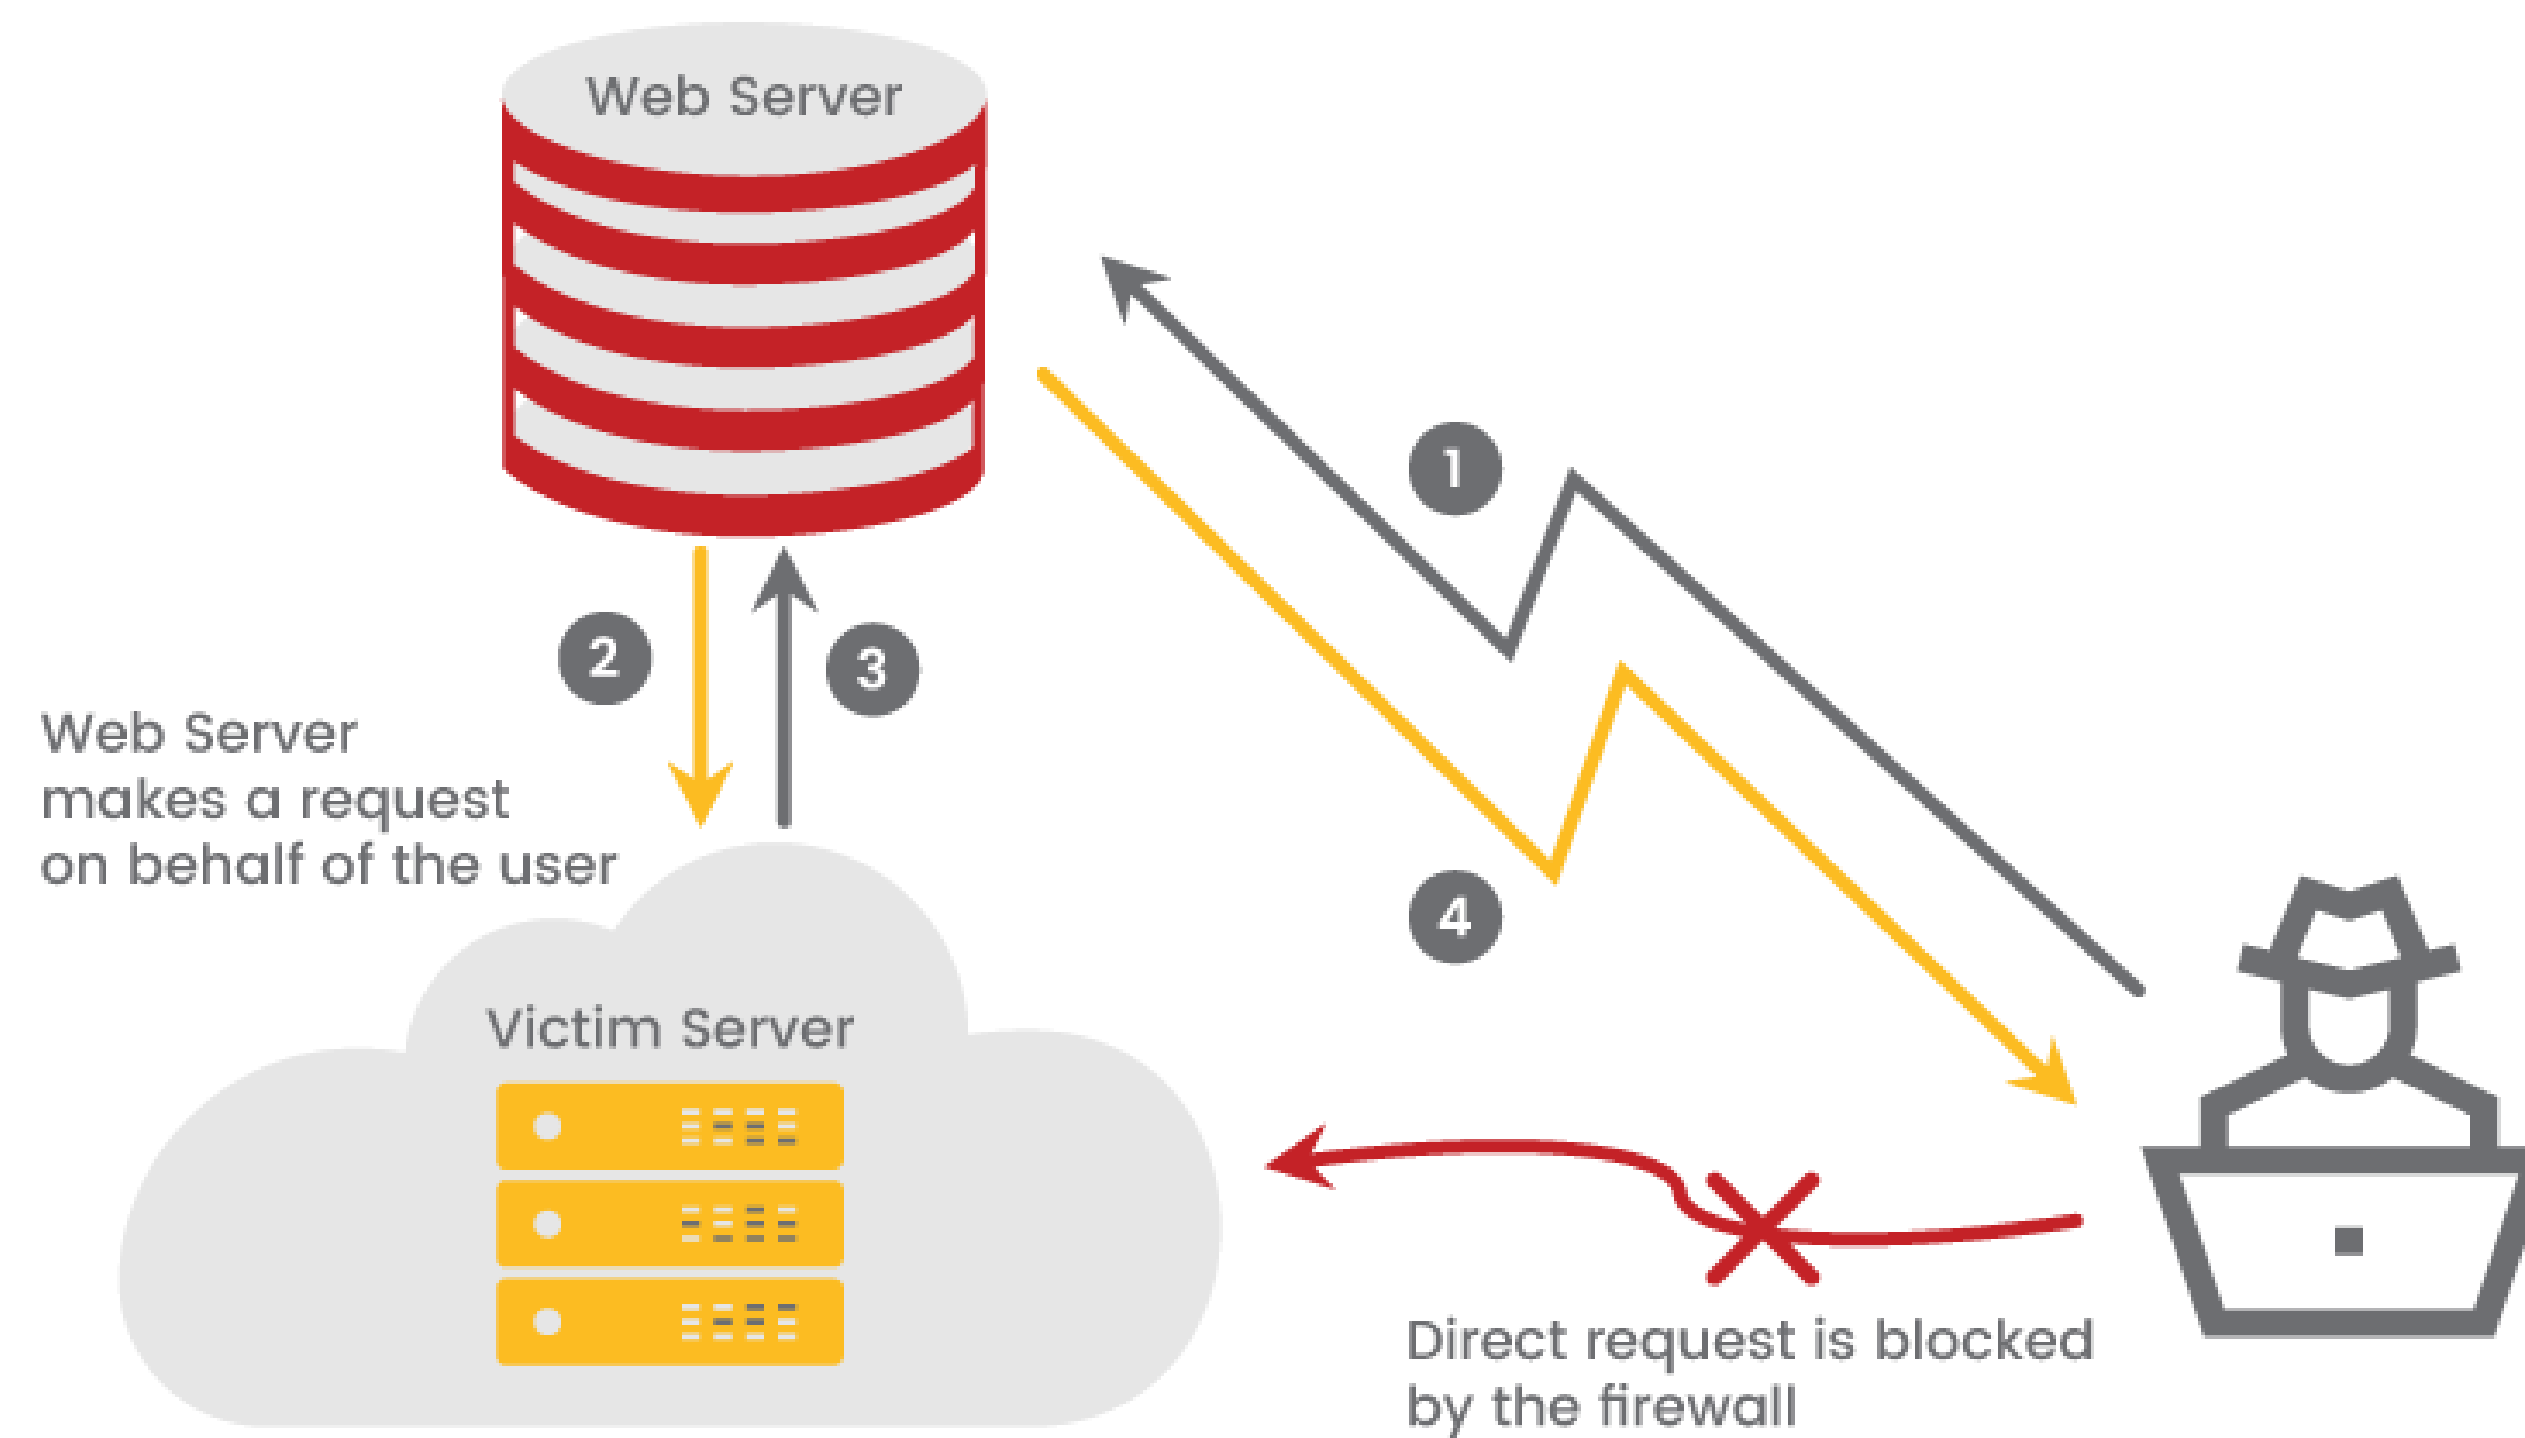 Web Server
1
2
3
Web Server
makes a request
on behalf of the user
4
Victim Server
Direct request is blocked
by the firewall